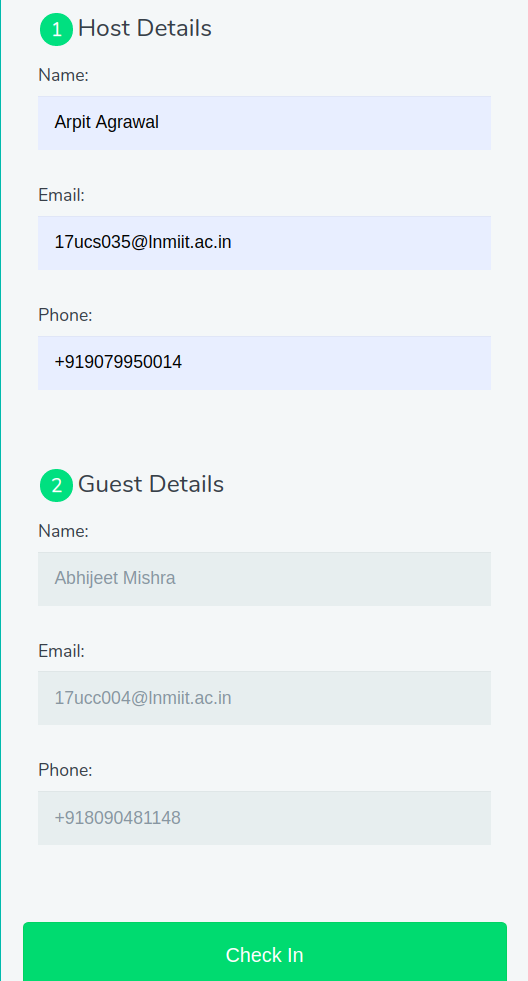 1 Host Details
Name:
Arpit Agrawal
Email:
17ucs035@lnmiit.ac.in
Phone:
+919079950014
2 Guest Details
Name:
Abhijeet Mishra
Email:
17ucc004@lnmiit.ac.in
Phone:
+918090481148
Check In